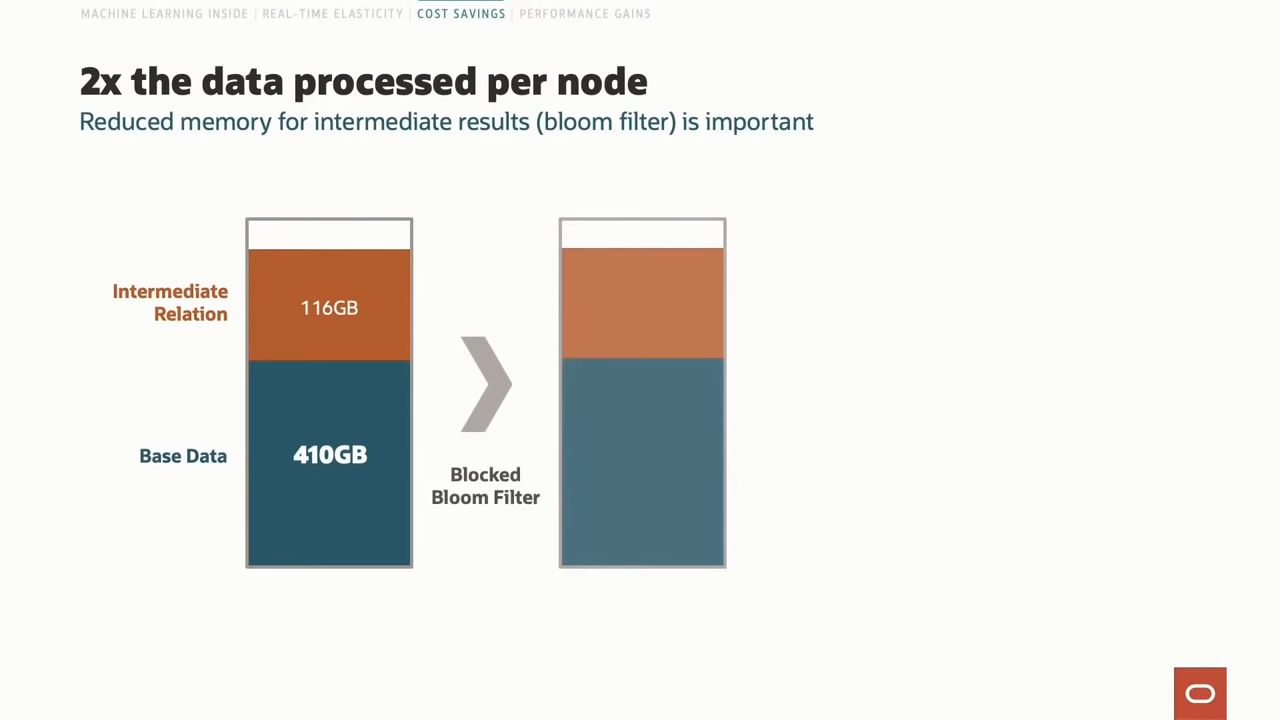 MACHINE LEARNING INSIDE | REAL-TIME ELASTICITY | COST SAVINGS | PERFORMANCE GAINS
2x the data processed per node
Reduced memory for intermediate results (bloom filter) is important
Intermediate
Relation
116GB
Base Data
410GB
Blocked
Bloom Filter